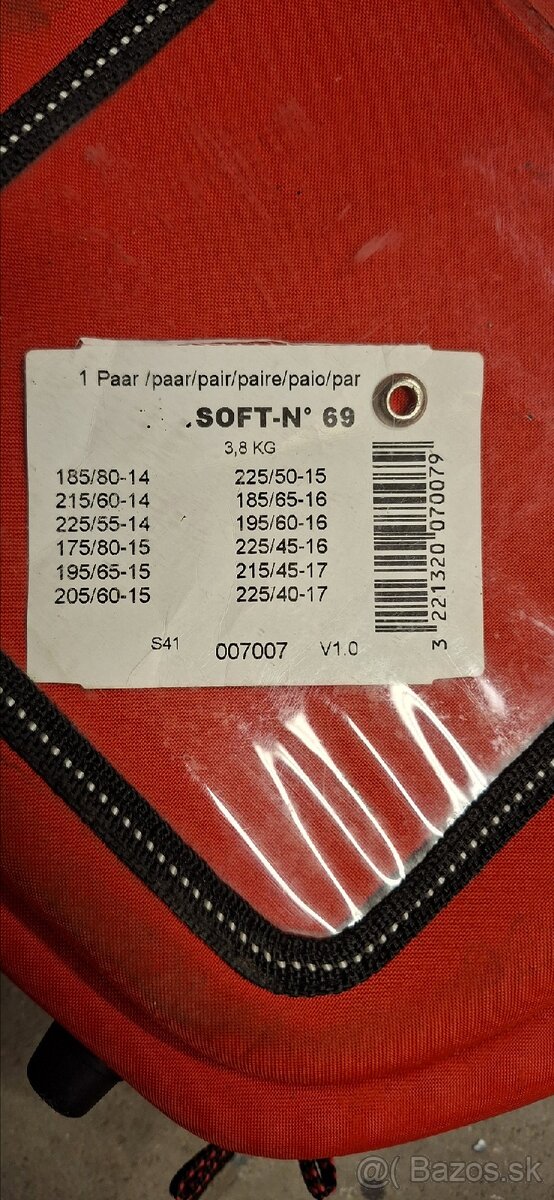 1 Paar /paar/pair/paire/paio/par
.SOFT-N° 69
3,8 KG
185/80-14 225/50-15
215/60-14 185/65-16
225/55-14 195/60-16
175/80-15 225/45-16
195/65-15 215/45-17
205/60-15 225/40-17
S41 007007 V1.0
3 221320 070079
@( Bazos.sk